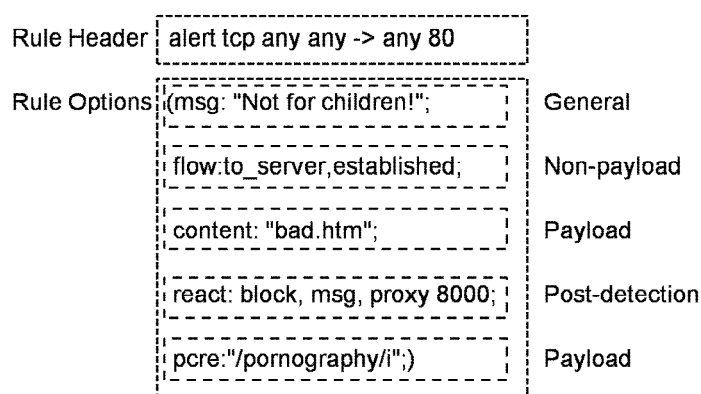 Rule Header alert tcp any any -> any 80
Rule Options (msg: "Not for children!"; General
flow:to_server,established; Non-payload
content: "bad.htm"; Payload
react: block, msg, proxy 8000; Post-detection
pcre:"/pornography/i";) Payload